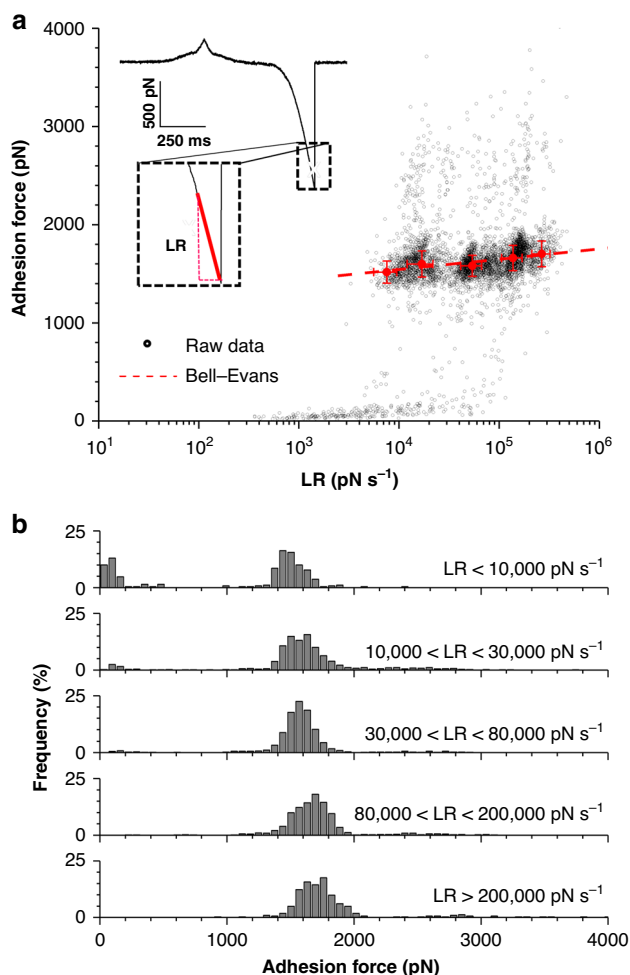 a
4000
3000
2000
1000
0
Adhesion force (pN)
500 pN
250 ms
LR
Raw data
Bell–Evans
10¹ 10² 10³ 10⁴ 10⁵ 10⁶
LR (pN s⁻¹)
b
25
0
LR < 10,000 pN s⁻¹
25
0
10,000 < LR < 30,000 pN s⁻¹
25
0
30,000 < LR < 80,000 pN s⁻¹
25
0
80,000 < LR < 200,000 pN s⁻¹
25
0
LR > 200,000 pN s⁻¹
Frequency (%)
0 1000 2000 3000 4000
Adhesion force (pN)